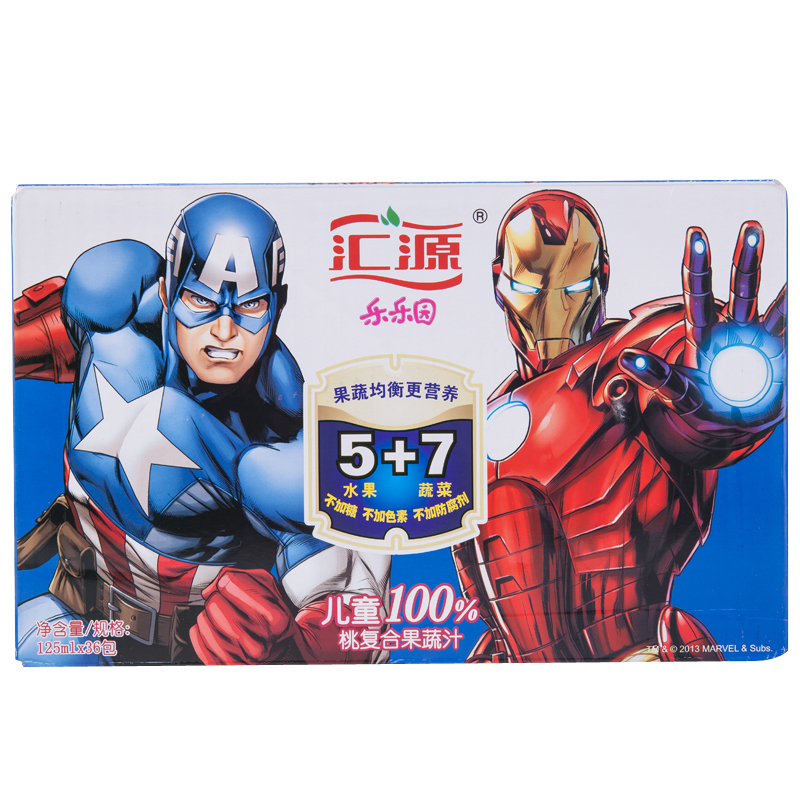 A
汇源®
乐乐园
果蔬均衡更营养
5+7
水果 蔬菜
不加糖 不加色素 不加防腐剂
儿童100%
桃复合果蔬汁
净含量/规格:
125ml×36包
TM & © 2013 MARVEL & Subs.